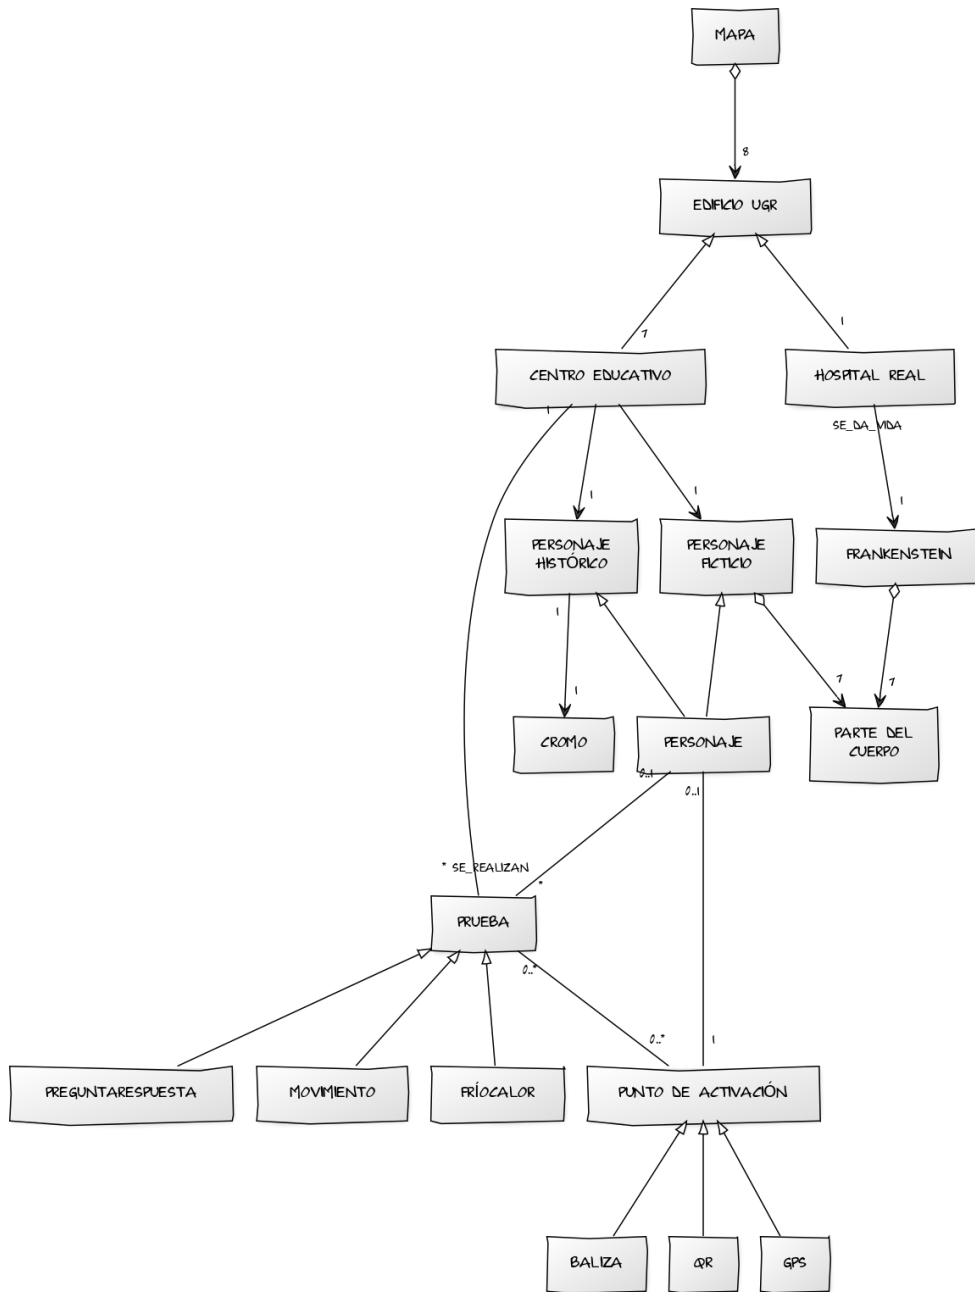 MAPA
8
EDIFICIO UGR
7
1
CENTRO EDUCATIVO
HOSPITAL REAL
1
SE_DA_VIDA
1
1
1
PERSONAJE
HISTÓRICO
PERSONAJE
FICTICIO
FRANKENSTEIN
1
7
7
1
CROMO
PERSONAJE
PARTE DEL
CUERPO
0..1
0..1
* SE_REALIZAN
*
PRUEBA
0..*
0..*
1
PREGUNTARESPUESTA
MOVIMIENTO
FRÍOCALOR
PUNTO DE ACTIVACIÓN
BALIZA
QR
GPS